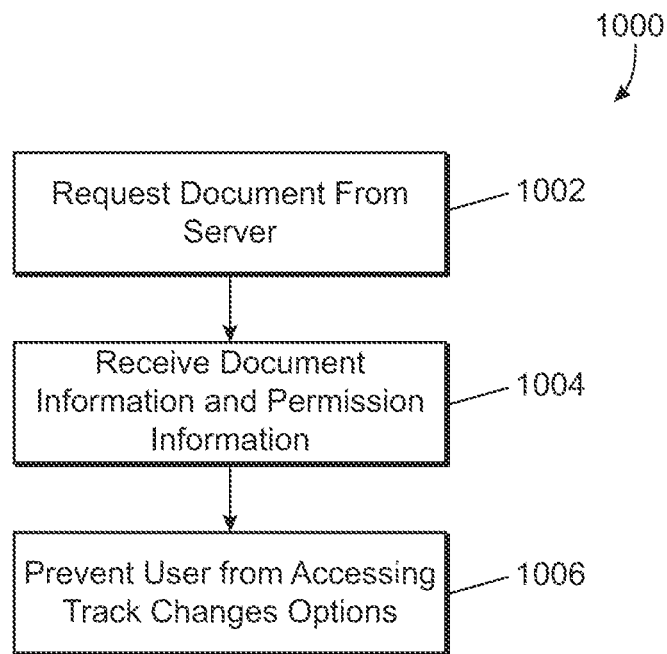 1000
Request Document From
Server
1002
Receive Document
Information and Permission
Information
1004
Prevent User from Accessing
Track Changes Options
1006